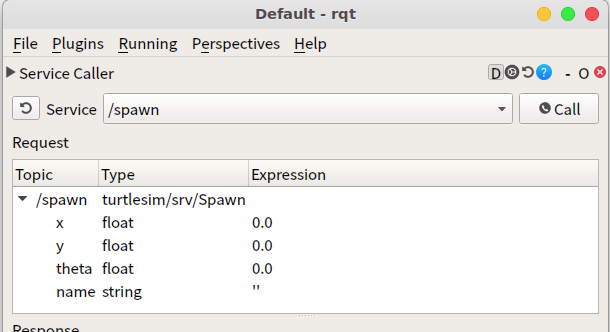 Default - rqt
File Plugins Running Perspectives Help
Service Caller D ? - O
Service /spawn Call
Request
Topic Type Expression
/spawn turtlesim/srv/Spawn
x float 0.0
y float 0.0
theta float 0.0
name string ''
Response